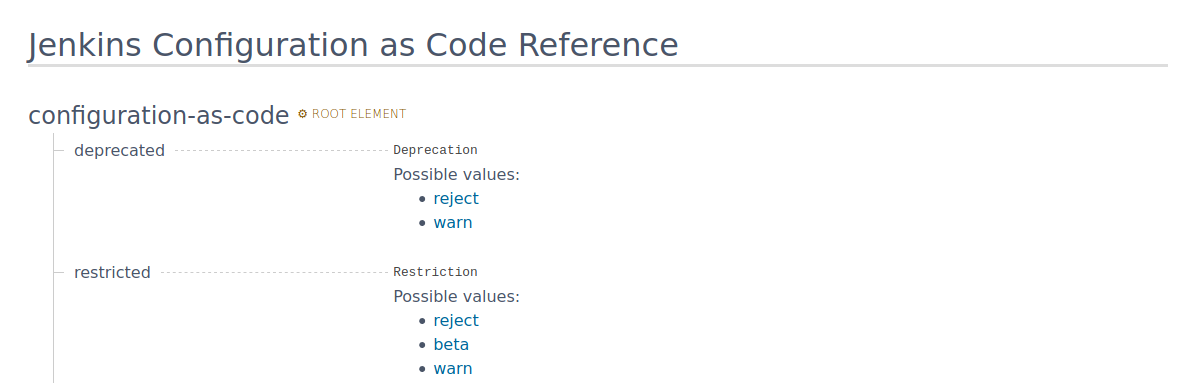 Jenkins Configuration as Code Reference
configuration-as-code ⚙ ROOT ELEMENT
deprecated Deprecation
Possible values:
• reject
• warn
restricted Restriction
Possible values:
• reject
• beta
• warn